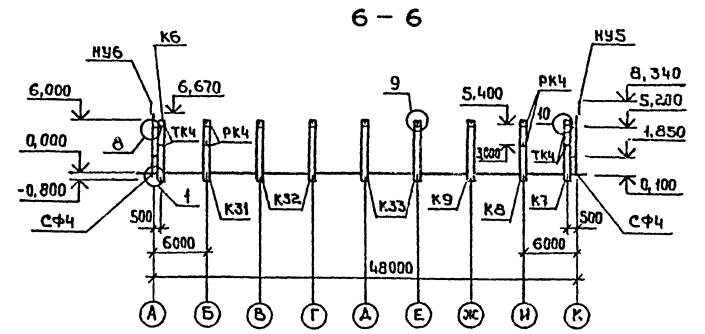 6 - 6
К6
НУ6
НУ5
6,000
6,670
9
5,400
РК4
8,340
5,200
8
ТК4
РК4
10
1,850
0,000
3,000
ТК4
-0,800
0,100
СФ4
1
К31
К32
К33
К9
К8
К7
СФ4
500
500
6000
6000
48000
А
Б
В
Г
Д
Е
Ж
И
К